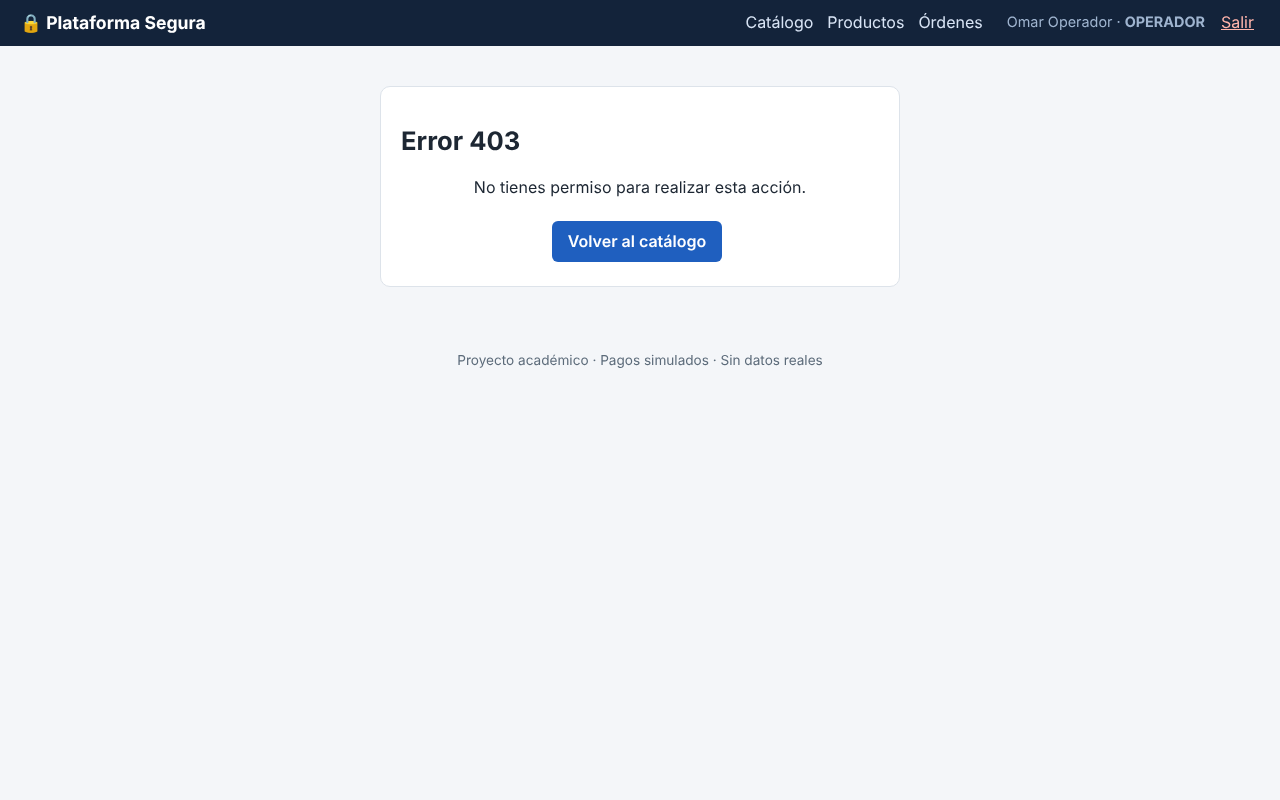 🔒 Plataforma Segura
Catálogo Productos Órdenes Omar Operador · OPERADOR Salir
Error 403
No tienes permiso para realizar esta acción.
Volver al catálogo
Proyecto académico · Pagos simulados · Sin datos reales